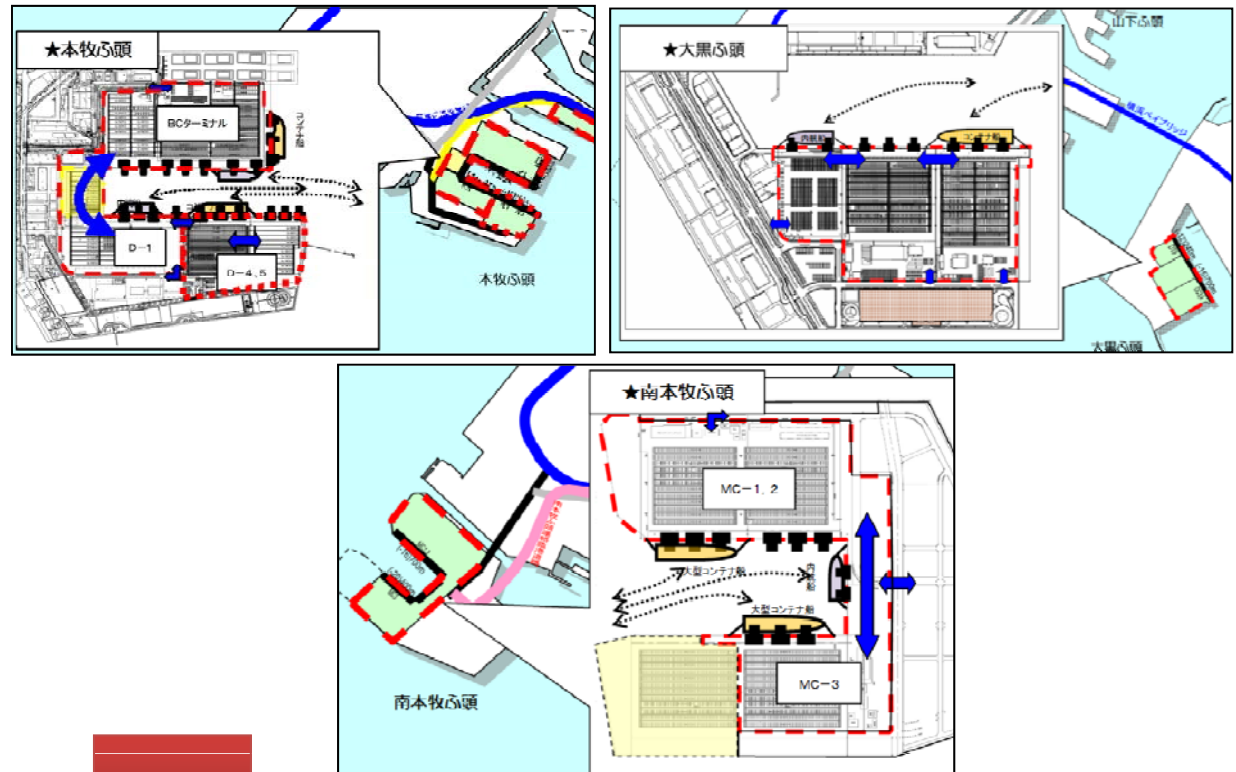 ★本牧ふ頭
BCターミナル
コンテナ船
D-1
D-4、5
本牧ふ頭
★大黒ふ頭
山下ふ頭
横浜ベイブリッジ
内航船
コンテナ船
大黒ふ頭
★南本牧ふ頭
MC-1，2
大型コンテナ船
内航船
大型コンテナ船
MC-3
南本牧ふ頭